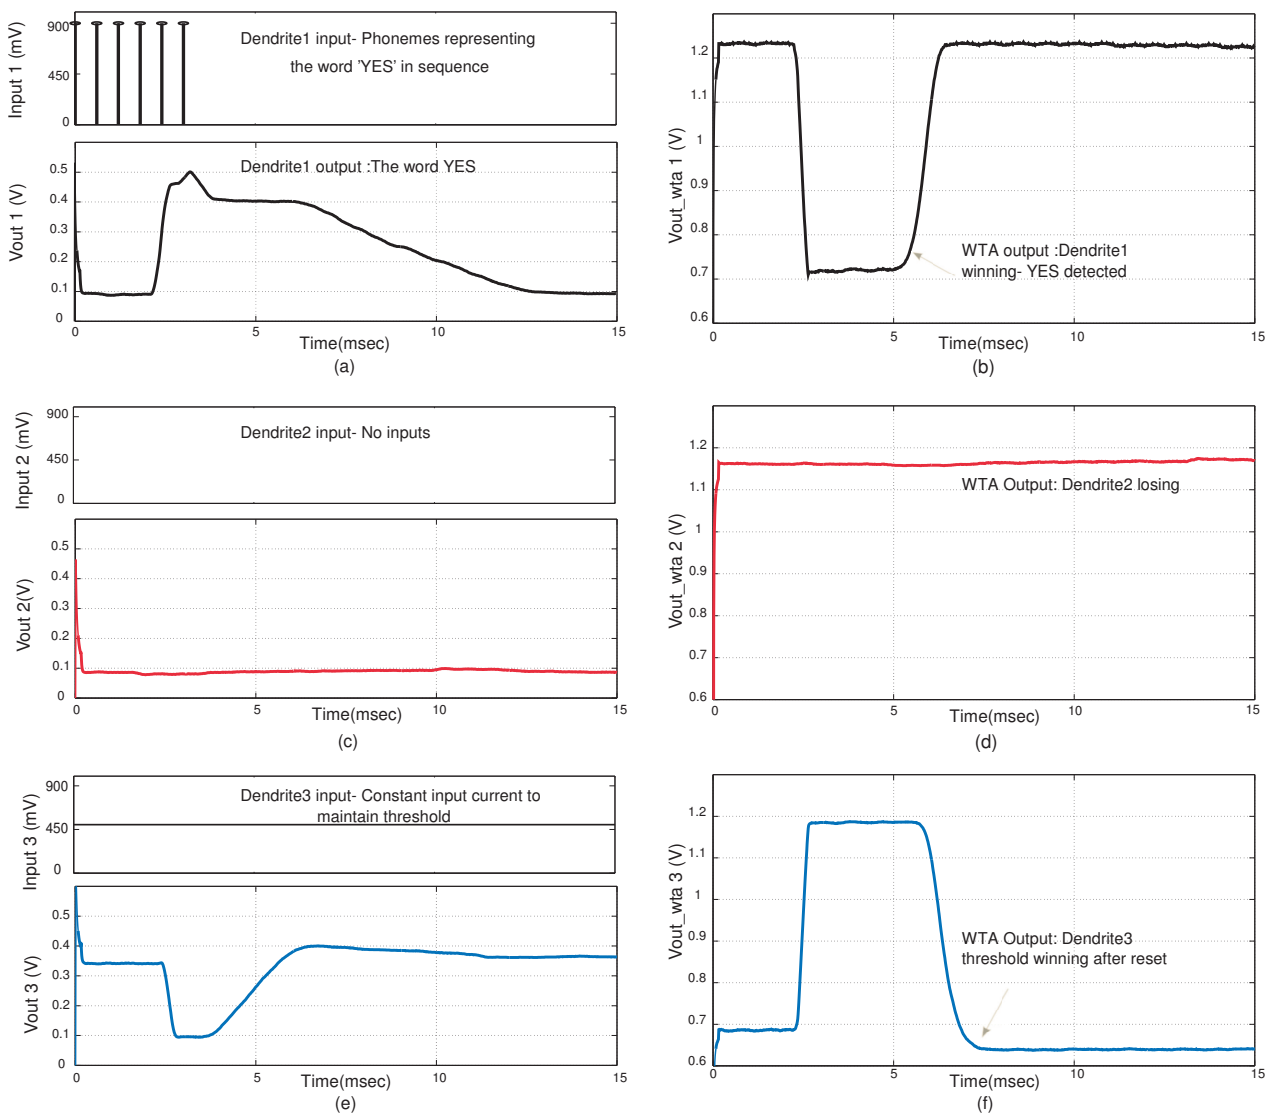 Input 1 (mV)
900
450
0
Dendrite1 input- Phonemes representing
the word 'YES' in sequence
Vout 1 (V)
0.5
0.4
0.3
0.2
0.1
0
Dendrite1 output :The word YES
0 5 10 15
Time(msec)
(a)
Vout_wta 1 (V)
1.2
1.1
1
0.9
0.8
0.7
0.6
WTA output :Dendrite1
winning- YES detected
0 5 10 15
Time(msec)
(b)
Input 2 (mV)
900
450
0
Dendrite2 input- No inputs
Vout 2(V)
0.5
0.4
0.3
0.2
0.1
0
0 5 10 15
Time(msec)
(c)
Vout_wta 2 (V)
1.2
1.1
1
0.9
0.8
0.7
0.6
WTA Output: Dendrite2 losing
0 5 10 15
Time(msec)
(d)
Input 3 (mV)
900
450
0
Dendrite3 input- Constant input current to
maintain threshold
Vout 3 (V)
0.5
0.4
0.3
0.2
0.1
0
0 5 10 15
Time(msec)
(e)
Vout_wta 3 (V)
1.2
1.1
1
0.9
0.8
0.7
0.6
WTA Output: Dendrite3
threshold winning after reset
0 5 10 15
Time(msec)
(f)